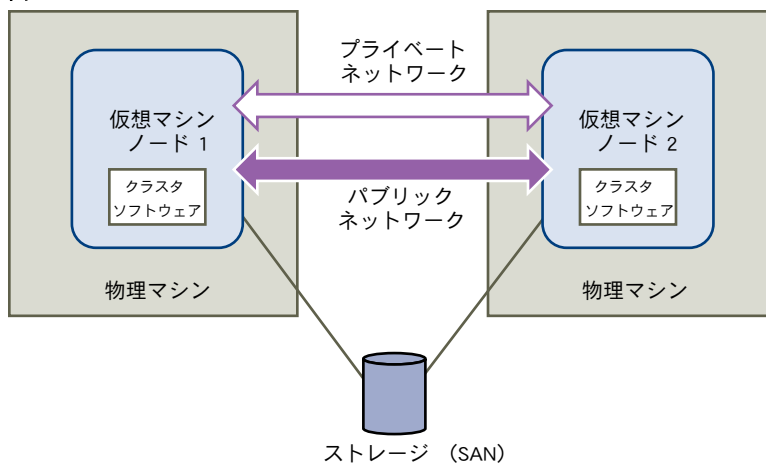 プライベート
ネットワーク
仮想マシン
ノード 1
仮想マシン
ノード 2
クラスタ
ソフトウェア
クラスタ
ソフトウェア
パブリック
ネットワーク
物理マシン
物理マシン
ストレージ （SAN）